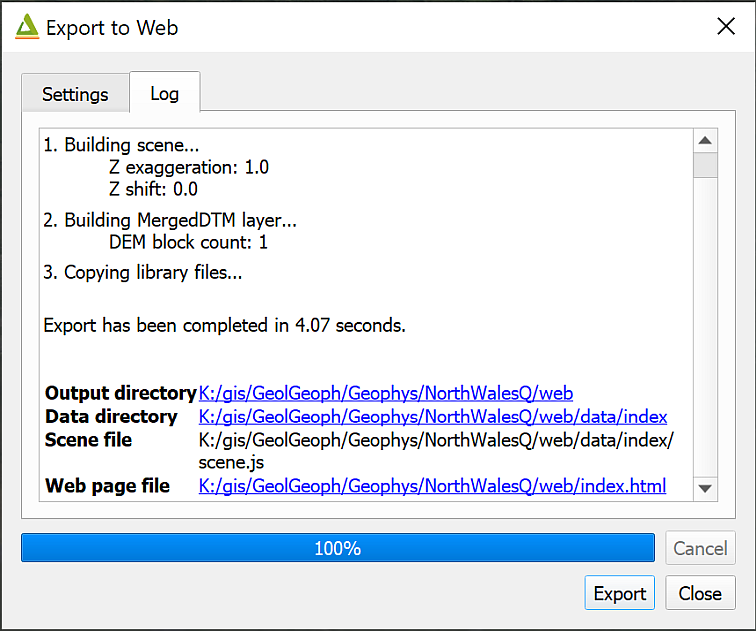 Export to Web
Settings
Log
1. Building scene...
Z exaggeration: 1.0
Z shift: 0.0
2. Building MergedDTM layer...
DEM block count: 1
3. Copying library files...
Export has been completed in 4.07 seconds.
Output directory K:/gis/GeolGeoph/Geophys/NorthWalesQ/web
Data directory K:/gis/GeolGeoph/Geophys/NorthWalesQ/web/data/index
Scene file K:/gis/GeolGeoph/Geophys/NorthWalesQ/web/data/index/
scene.js
Web page file K:/gis/GeolGeoph/Geophys/NorthWalesQ/web/index.html
100%
Cancel
Export
Close